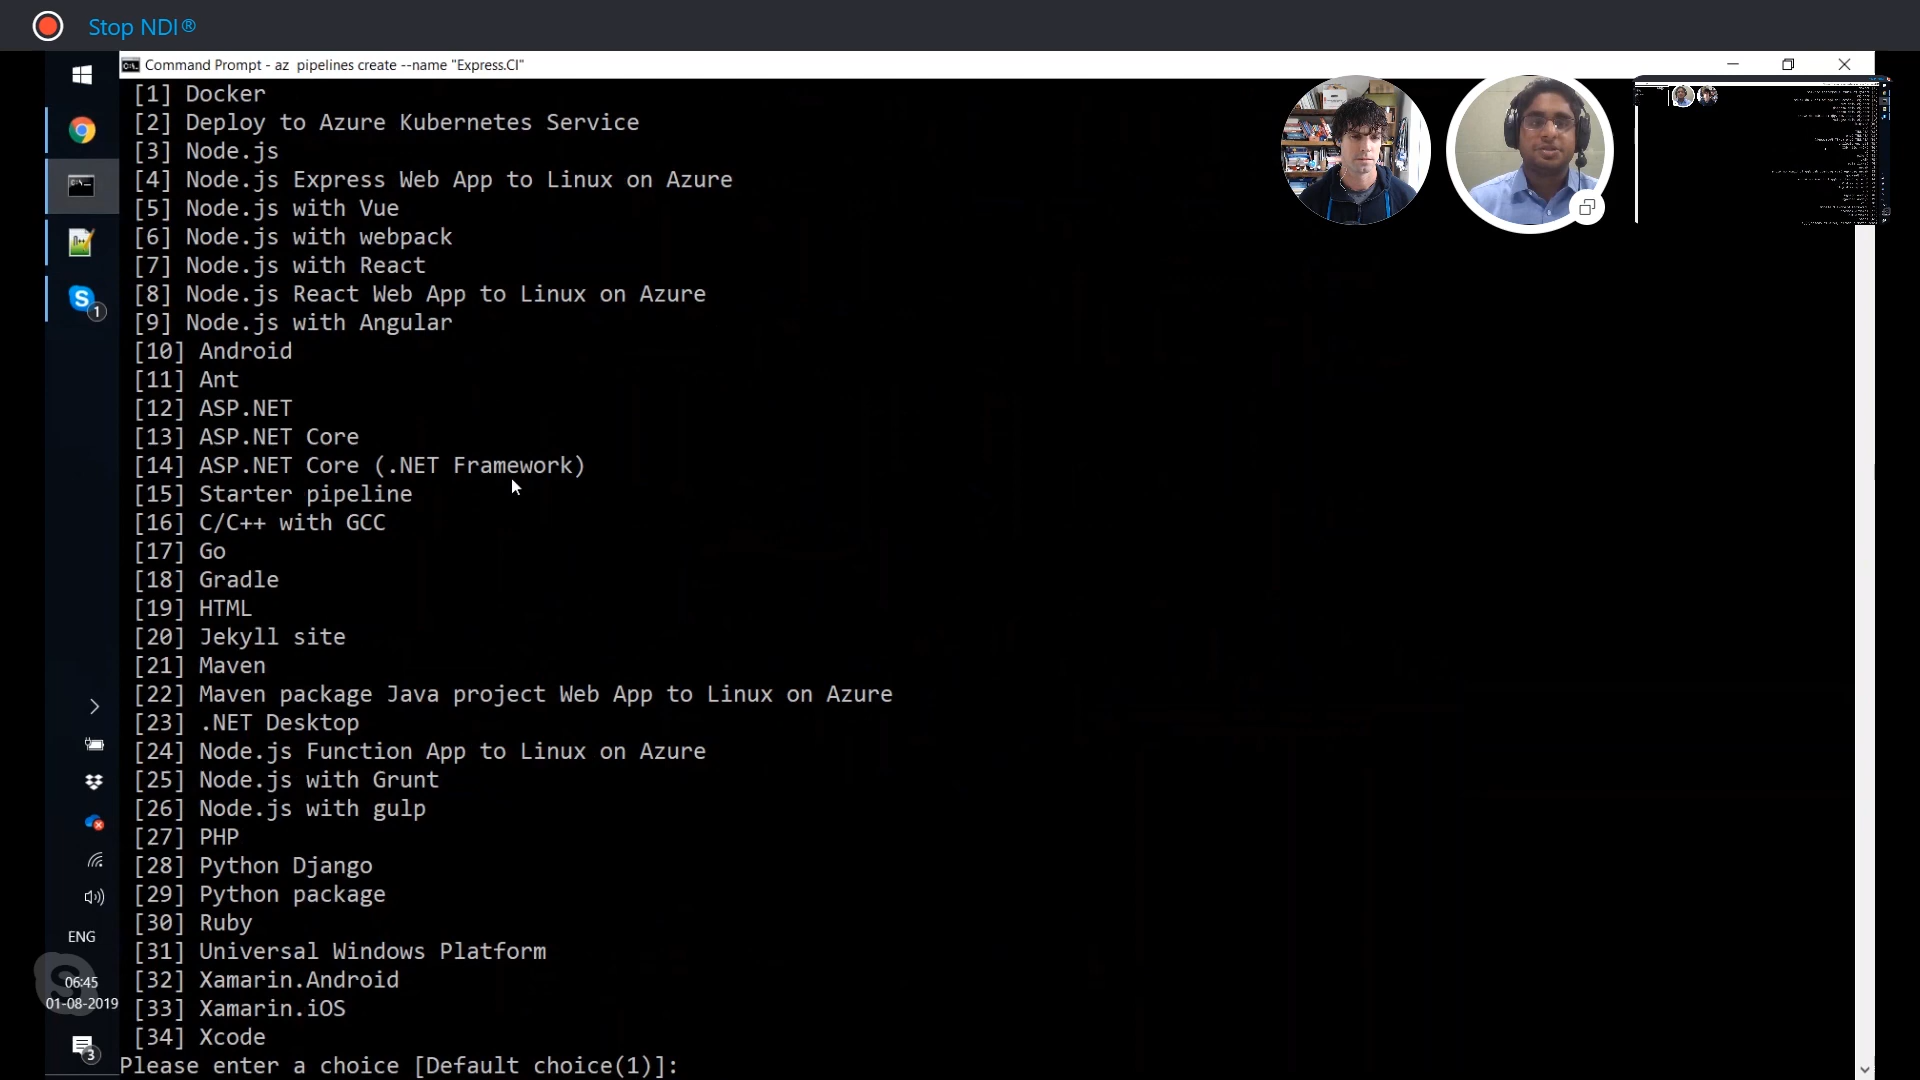 Stop NDI®
Command Prompt - az  pipelines create --name "Express.CI"
[1] Docker
[2] Deploy to Azure Kubernetes Service
[3] Node.js
[4] Node.js Express Web App to Linux on Azure
[5] Node.js with Vue
[6] Node.js with webpack
[7] Node.js with React
[8] Node.js React Web App to Linux on Azure
[9] Node.js with Angular
[10] Android
[11] Ant
[12] ASP.NET
[13] ASP.NET Core
[14] ASP.NET Core (.NET Framework)
[15] Starter pipeline
[16] C/C++ with GCC
[17] Go
[18] Gradle
[19] HTML
[20] Jekyll site
[21] Maven
[22] Maven package Java project Web App to Linux on Azure
[23] .NET Desktop
[24] Node.js Function App to Linux on Azure
[25] Node.js with Grunt
[26] Node.js with gulp
[27] PHP
[28] Python Django
[29] Python package
[30] Ruby
[31] Universal Windows Platform
[32] Xamarin.Android
[33] Xamarin.iOS
[34] Xcode
Please enter a choice [Default choice(1)]:
1
ENG
06:45
01-08-2019
3